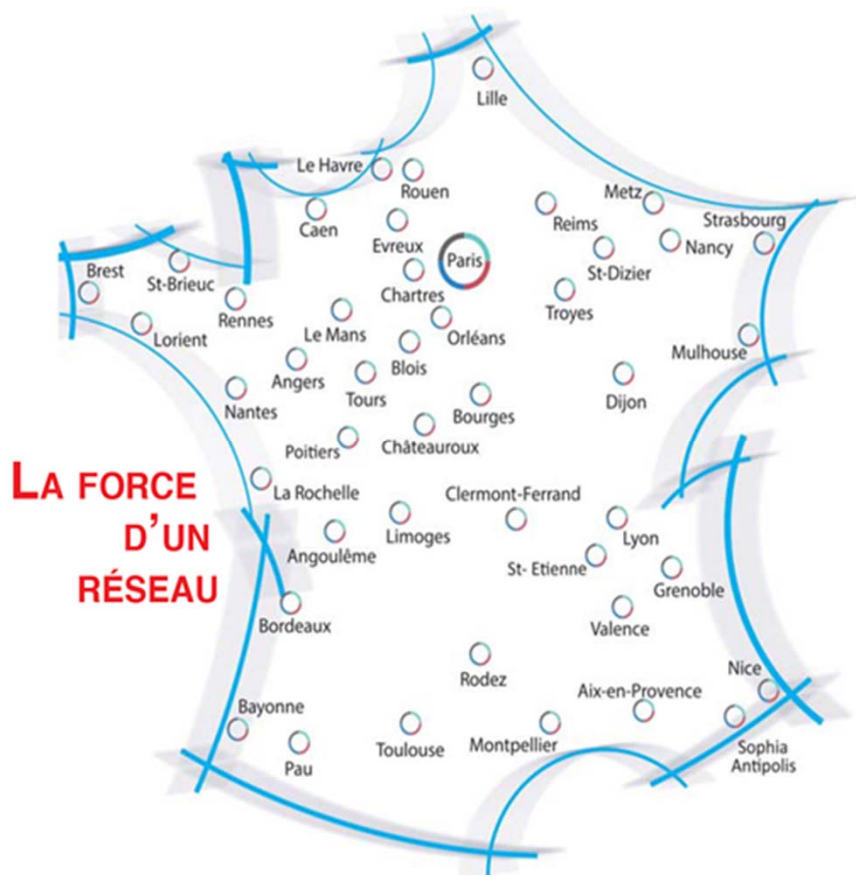 Lille
Le Havre
Rouen
Caen
Evreux
Paris
Reims
Metz
Nancy
Strasbourg
St-Dizier
Brest
St-Brieuc
Rennes
Lorient
Chartres
Troyes
Le Mans
Orléans
Mulhouse
Blois
Angers
Tours
Nantes
Bourges
Dijon
Poitiers
Châteauroux
LA FORCE
D'UN
RÉSEAU
La Rochelle
Clermont-Ferrand
Angoulême
Limoges
Lyon
St- Etienne
Grenoble
Bordeaux
Valence
Rodez
Nice
Aix-en-Provence
Bayonne
Pau
Toulouse
Montpellier
Sophia
Antipolis